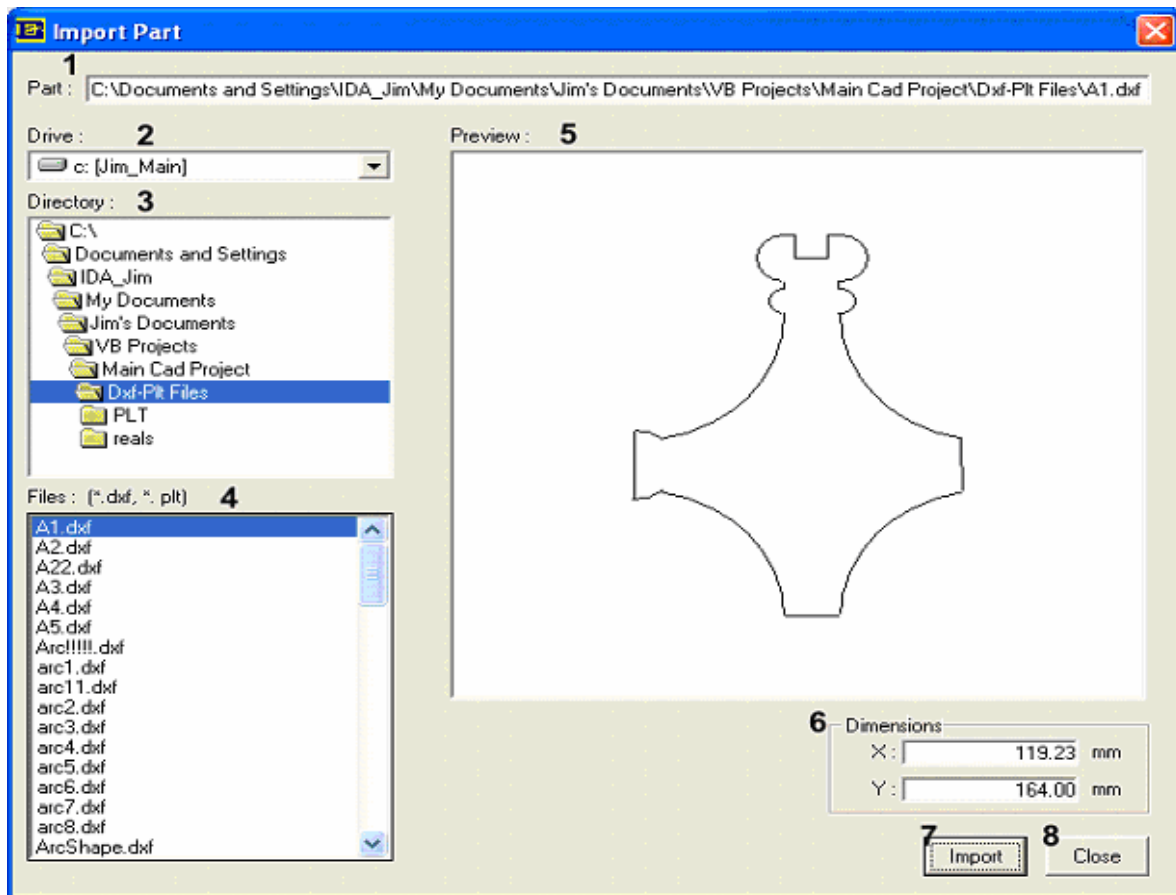 Import Part
1
Part : C:\Documents and Settings\IDA_Jim\My Documents\Jim's Documents\VB Projects\Main Cad Project\Dxf-Plt Files\A1.dxf
Drive : 2
c: [Jim_Main]
Directory : 3
C:\
Documents and Settings
IDA_Jim
My Documents
Jim's Documents
VB Projects
Main Cad Project
Dxf-Plt Files
PLT
reals
Files : (*.dxf, *. plt) 4
A1.dxf
A2.dxf
A22.dxf
A3.dxf
A4.dxf
A5.dxf
Arc!!!!!.dxf
arc1.dxf
arc11.dxf
arc2.dxf
arc3.dxf
arc4.dxf
arc5.dxf
arc6.dxf
arc7.dxf
arc8.dxf
ArcShape.dxf
Preview : 5
6 Dimensions
X : 119.23 mm
Y : 164.00 mm
7 Import
8 Close